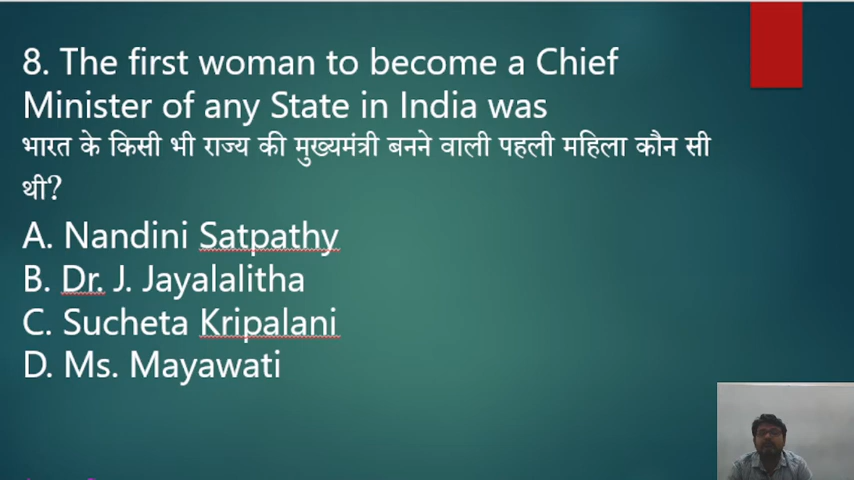 8. The first woman to become a Chief
Minister of any State in India was
भारत के किसी भी राज्य की मुख्यमंत्री बनने वाली पहली महिला कौन सी
थी?
A. Nandini Satpathy
B. Dr. J. Jayalalitha
C. Sucheta Kripalani
D. Ms. Mayawati